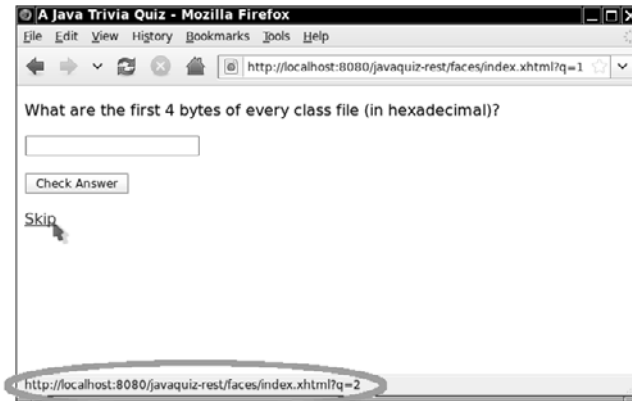 A Java Trivia Quiz - Mozilla Firefox
File Edit View History Bookmarks Tools Help
http://localhost:8080/javaquiz-rest/faces/index.xhtml?q=1
What are the first 4 bytes of every class file (in hexadecimal)?
Check Answer
Skip
http://localhost:8080/javaquiz-rest/faces/index.xhtml?q=2